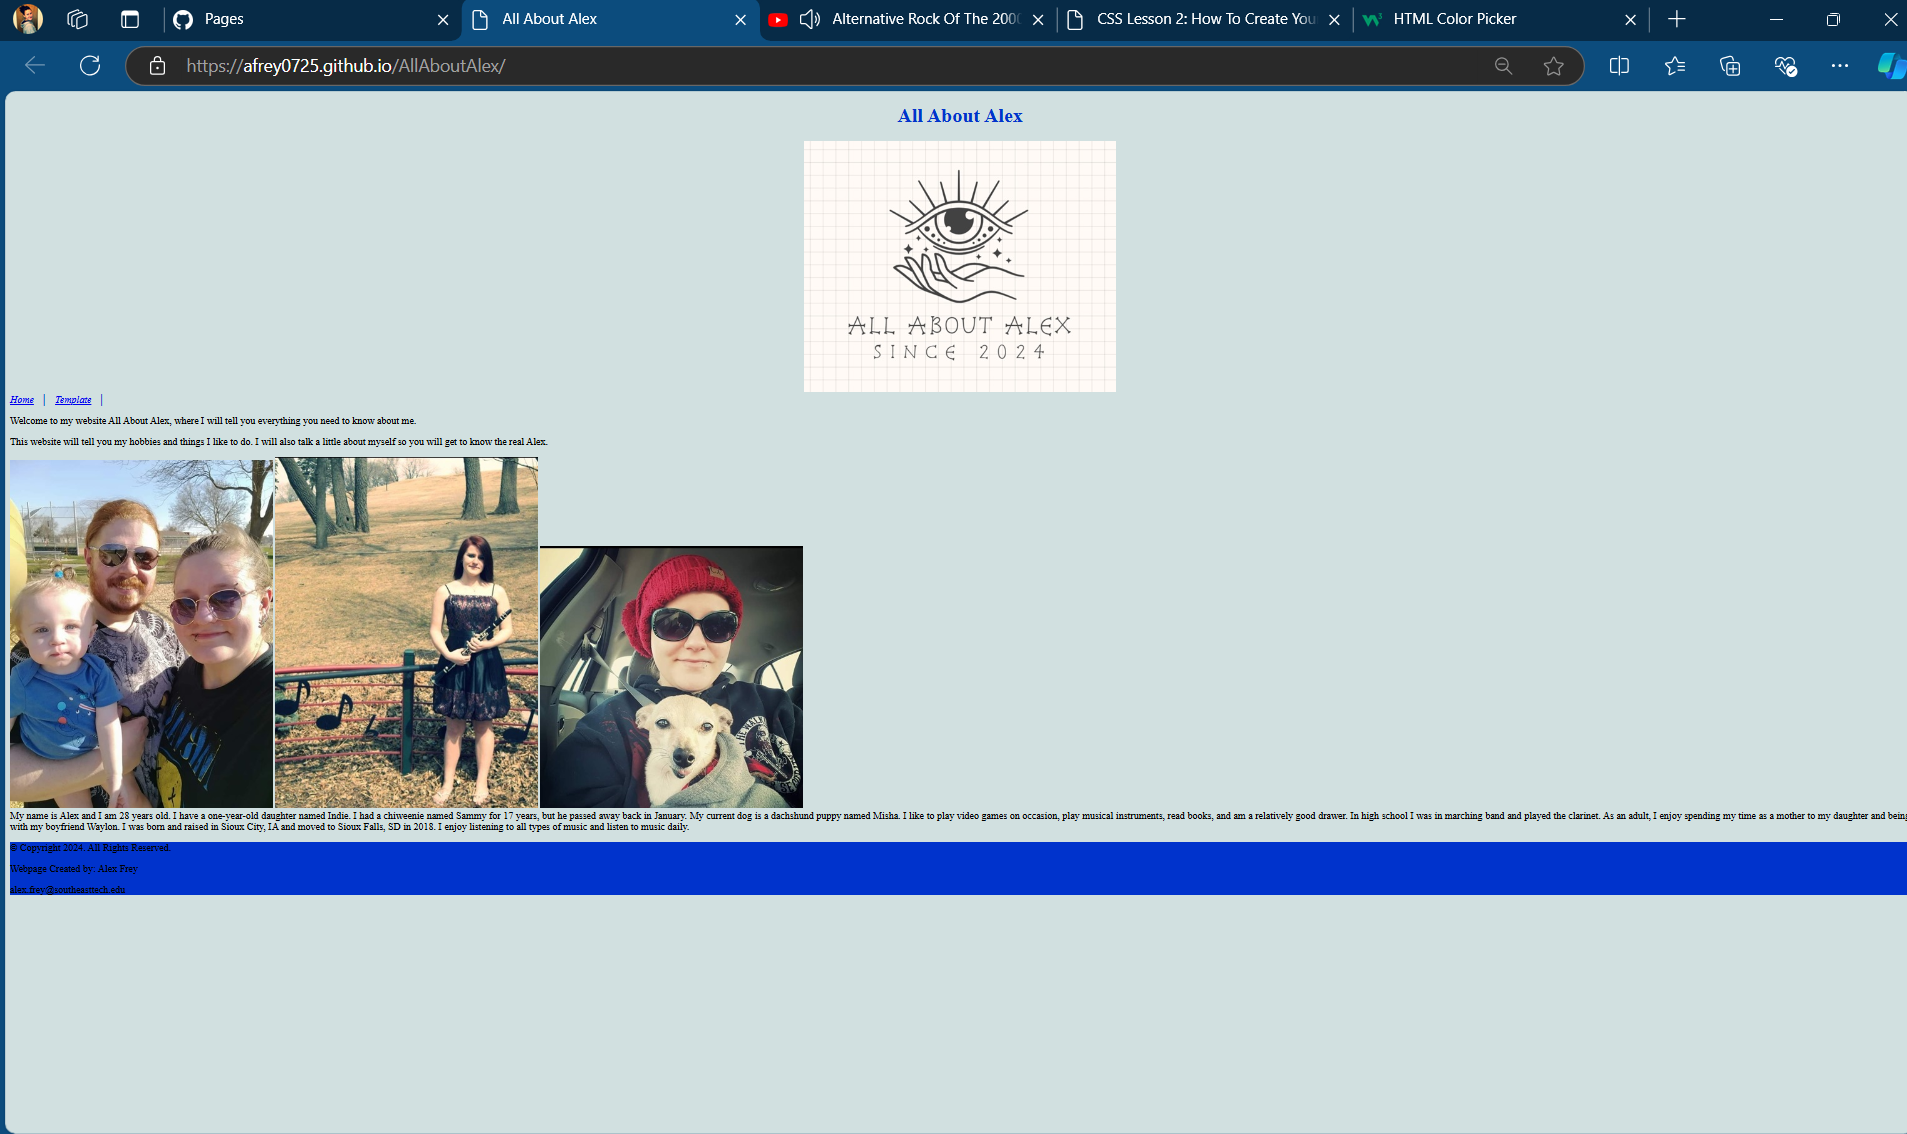 Pages
All About Alex
Alternative Rock Of The 200
CSS Lesson 2: How To Create You
HTML Color Picker
https://afrey0725.github.io/AllAboutAlex/
All About Alex
ALL ABOUT ALEX
SINCE 2024
Home | Template |
Welcome to my website All About Alex, where I will tell you everything you need to know about me.
This website will tell you my hobbies and things I like to do. I will also talk a little about myself so you will get to know the real Alex.
My name is Alex and I am 28 years old. I have a one-year-old daughter named Indie. I had a chiweenie named Sammy for 17 years, but he passed away back in January. My current dog is a dachshund puppy named Misha. I like to play video games on occasion, play musical instruments, read books, and am a relatively good drawer. In high school I was in marching band and played the clarinet. As an adult, I enjoy spending my time as a mother to my daughter and being
with my boyfriend Waylon. I was born and raised in Sioux City, IA and moved to Sioux Falls, SD in 2018. I enjoy listening to all types of music and listen to music daily.
© Copyright 2024. All Rights Reserved.
Webpage Created by: Alex Frey
alex.frey@southeasttech.edu